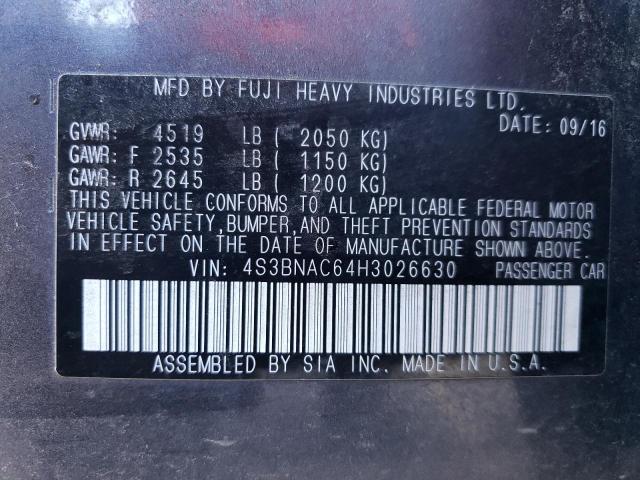 MFD BY FUJI HEAVY INDUSTRIES LTD.
DATE: 09/16
GVWR: 4519 LB ( 2050 KG)
GAWR: F 2535 LB ( 1150 KG)
GAWR: R 2645 LB ( 1200 KG)
THIS VEHICLE CONFORMS TO ALL APPLICABLE FEDERAL MOTOR
VEHICLE SAFETY,BUMPER,AND THEFT PREVENTION STANDARDS
IN EFFECT ON THE DATE OF MANUFACTURE SHOWN ABOVE.
VIN: 4S3BNAC64H3026630 PASSENGER CAR
ASSEMBLED BY SIA INC. MADE IN U.S.A.